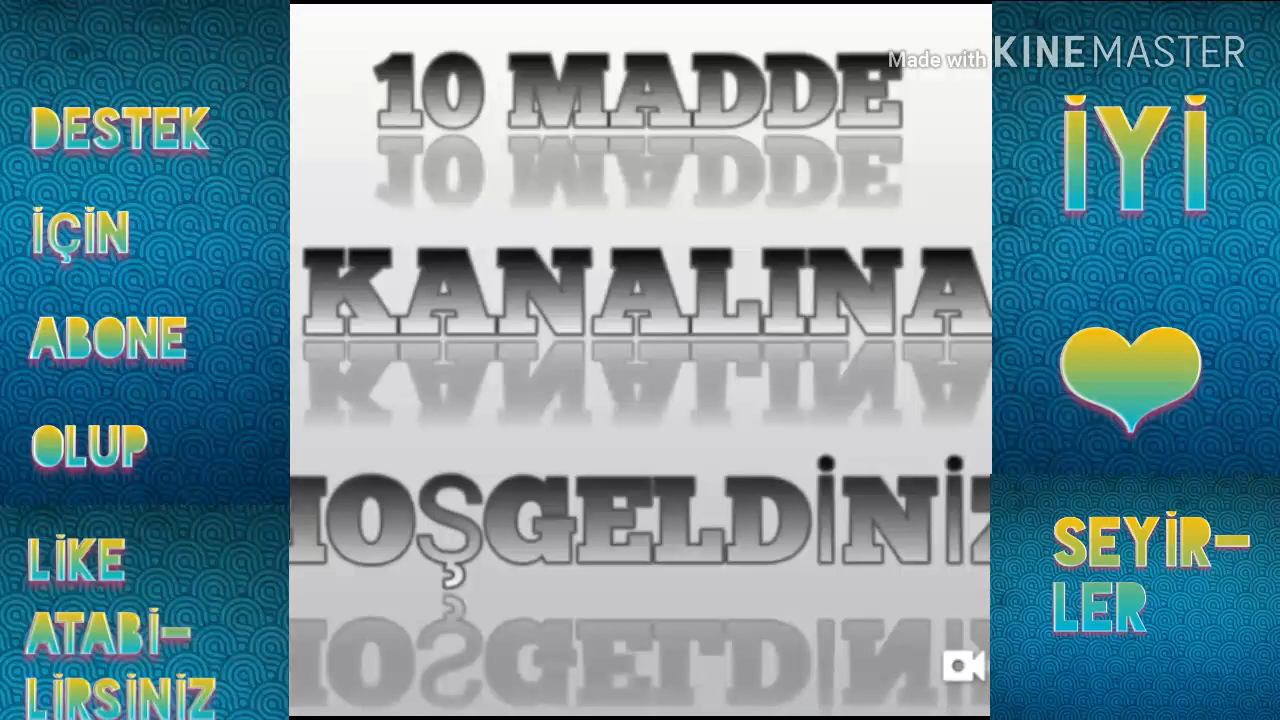 DESTEK
İÇİN
ABONE
OLUP
LİKE
ATABİ-
LİRSİNİZ
10 MADDE
KANALINA
HOŞGELDİNİZ
Made with KINEMASTER
İYİ
SEYİR-
LER